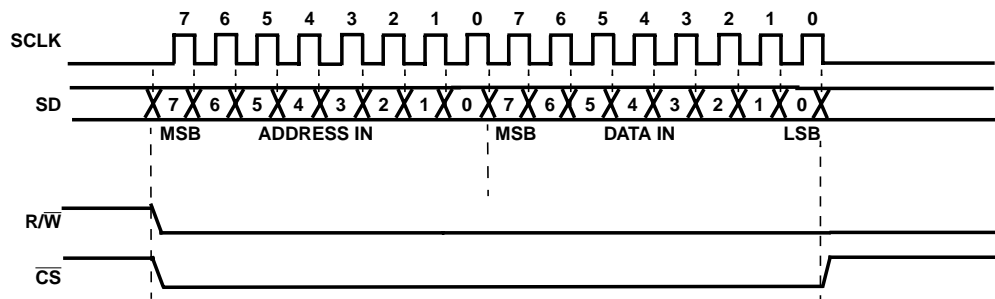 7 6 5 4 3 2 1 0 7 6 5 4 3 2 1 0
SCLK
SD 7 6 5 4 3 2 1 0 7 6 5 4 3 2 1 0
MSB ADDRESS IN MSB DATA IN LSB
R/W̅
C̅S̅